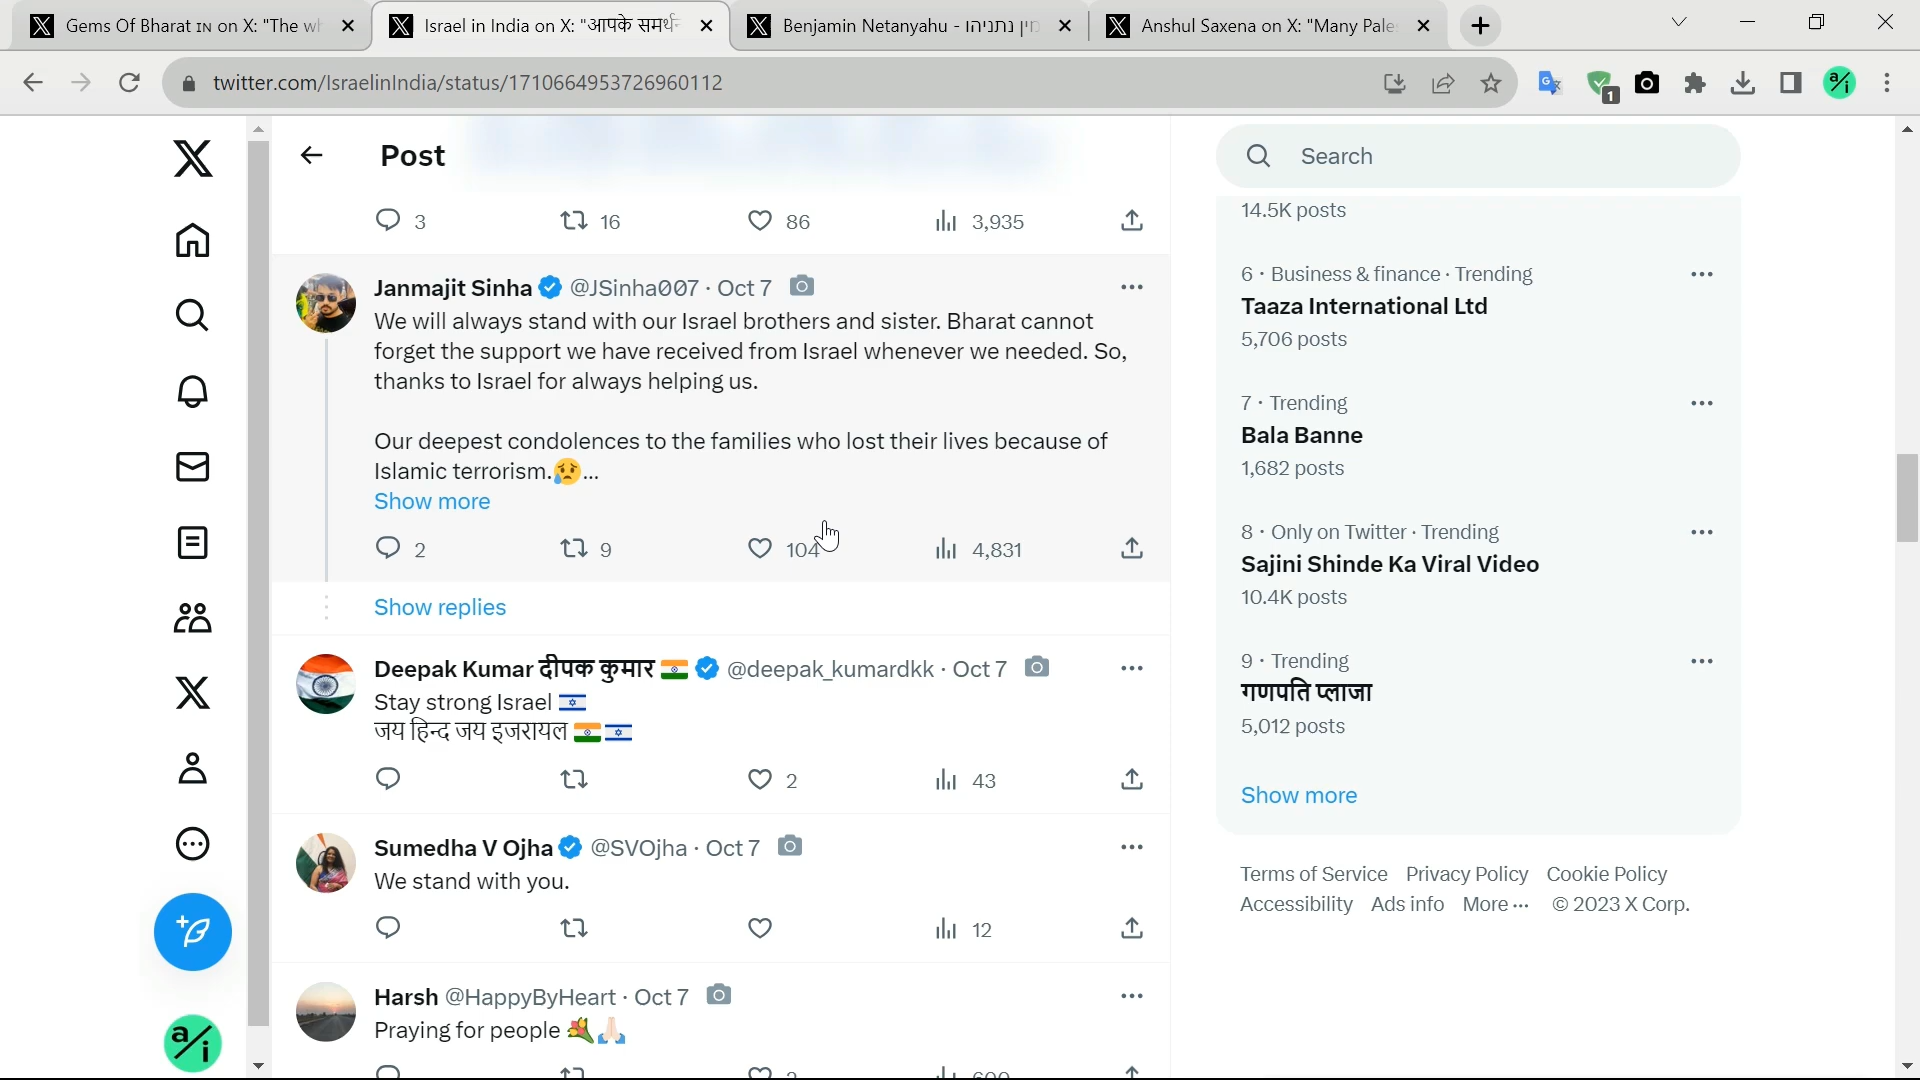 Gems Of Bharat IN on X: "The wh
Israel in India on X: "आपके समर्थन
Benjamin Netanyahu - בנימין נתניהו
Anshul Saxena on X: "Many Pales
twitter.com/IsraelinIndia/status/1710664953726960112
1
a/i
Post
Search
3 16 86 3,935
14.5K posts
Janmajit Sinha @JSinha007 · Oct 7
We will always stand with our Israel brothers and sister. Bharat cannot
forget the support we have received from Israel whenever we needed. So,
thanks to Israel for always helping us.
Our deepest condolences to the families who lost their lives because of
Islamic terrorism.😥...
Show more
2 9 104 4,831
Show replies
Deepak Kumar दीपक कुमार 🇮🇳 @deepak_kumardkk · Oct 7
Stay strong Israel 🇮🇱
जय हिन्द जय इजरायल 🇮🇳🇮🇱
2 43
Sumedha V Ojha @SVOjha · Oct 7
We stand with you.
12
Harsh @HappyByHeart · Oct 7
Praying for people 💐🙏🏻
2 600
6 · Business & finance · Trending
Taaza International Ltd
5,706 posts
7 · Trending
Bala Banne
1,682 posts
8 · Only on Twitter · Trending
Sajini Shinde Ka Viral Video
10.4K posts
9 · Trending
गणपति प्लाजा
5,012 posts
Show more
Terms of Service Privacy Policy Cookie Policy
Accessibility Ads info More ··· © 2023 X Corp.
a/i